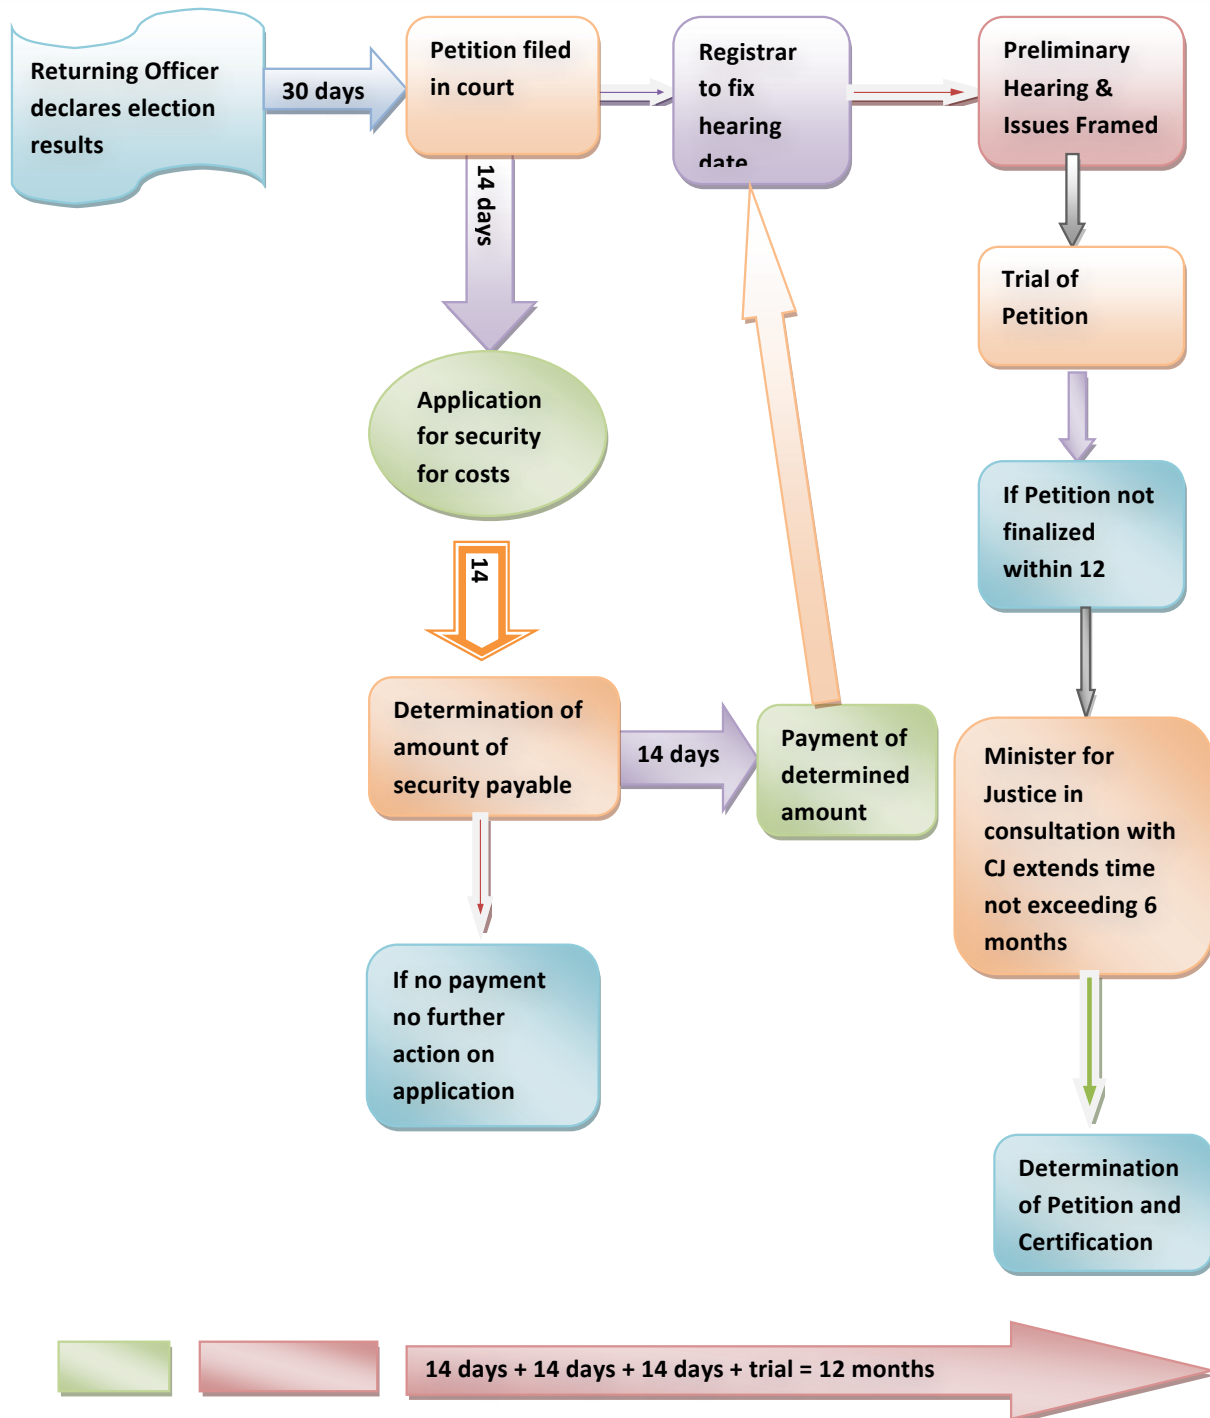 Returning Officer
declares election
results
30 days
Petition filed
in court
Registrar
to fix
hearing
date
Preliminary
Hearing &
Issues Framed
14 days
Trial of
Petition
Application
for security
for costs
If Petition not
finalized
within 12
14
Determination of
amount of
security payable
14 days
Payment of
determined
amount
Minister for
Justice in
consultation with
CJ extends time
not exceeding 6
months
If no payment
no further
action on
application
Determination
of Petition and
Certification
14 days + 14 days + 14 days + trial = 12 months